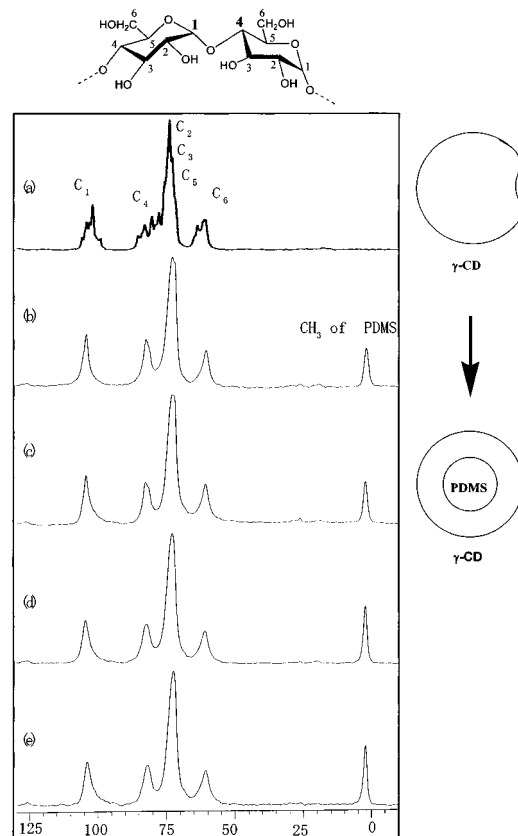 6
HOH₂C
4
5
O
1
4
6
CH₂OH
5
O
2
OH
3
HO
O
HO
3
2
OH
1
O
(a)
C₁
C₄
C₂
C₃
C₅
C₆
γ-CD
(b)
CH₃ of PDMS
(c)
PDMS
γ-CD
(d)
(e)
125 100 75 50 25 0